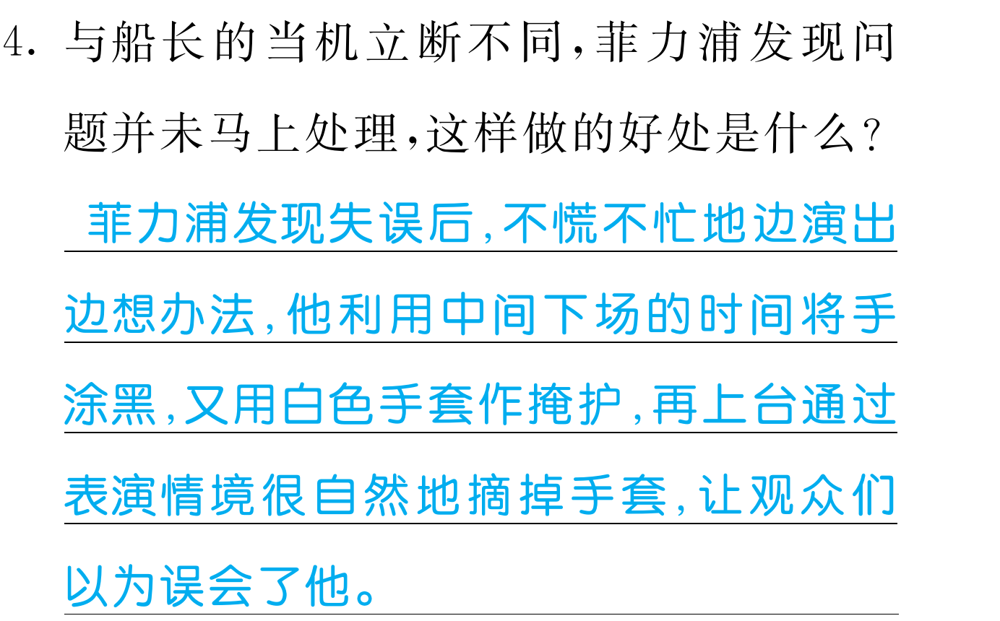 4. 与船长的当机立断不同,菲力浦发现问
题并未马上处理,这样做的好处是什么?
菲力浦发现失误后,不慌不忙地边演出
边想办法,他利用中间下场的时间将手
涂黑,又用白色手套作掩护,再上台通过
表演情境很自然地摘掉手套,让观众们
以为误会了他。